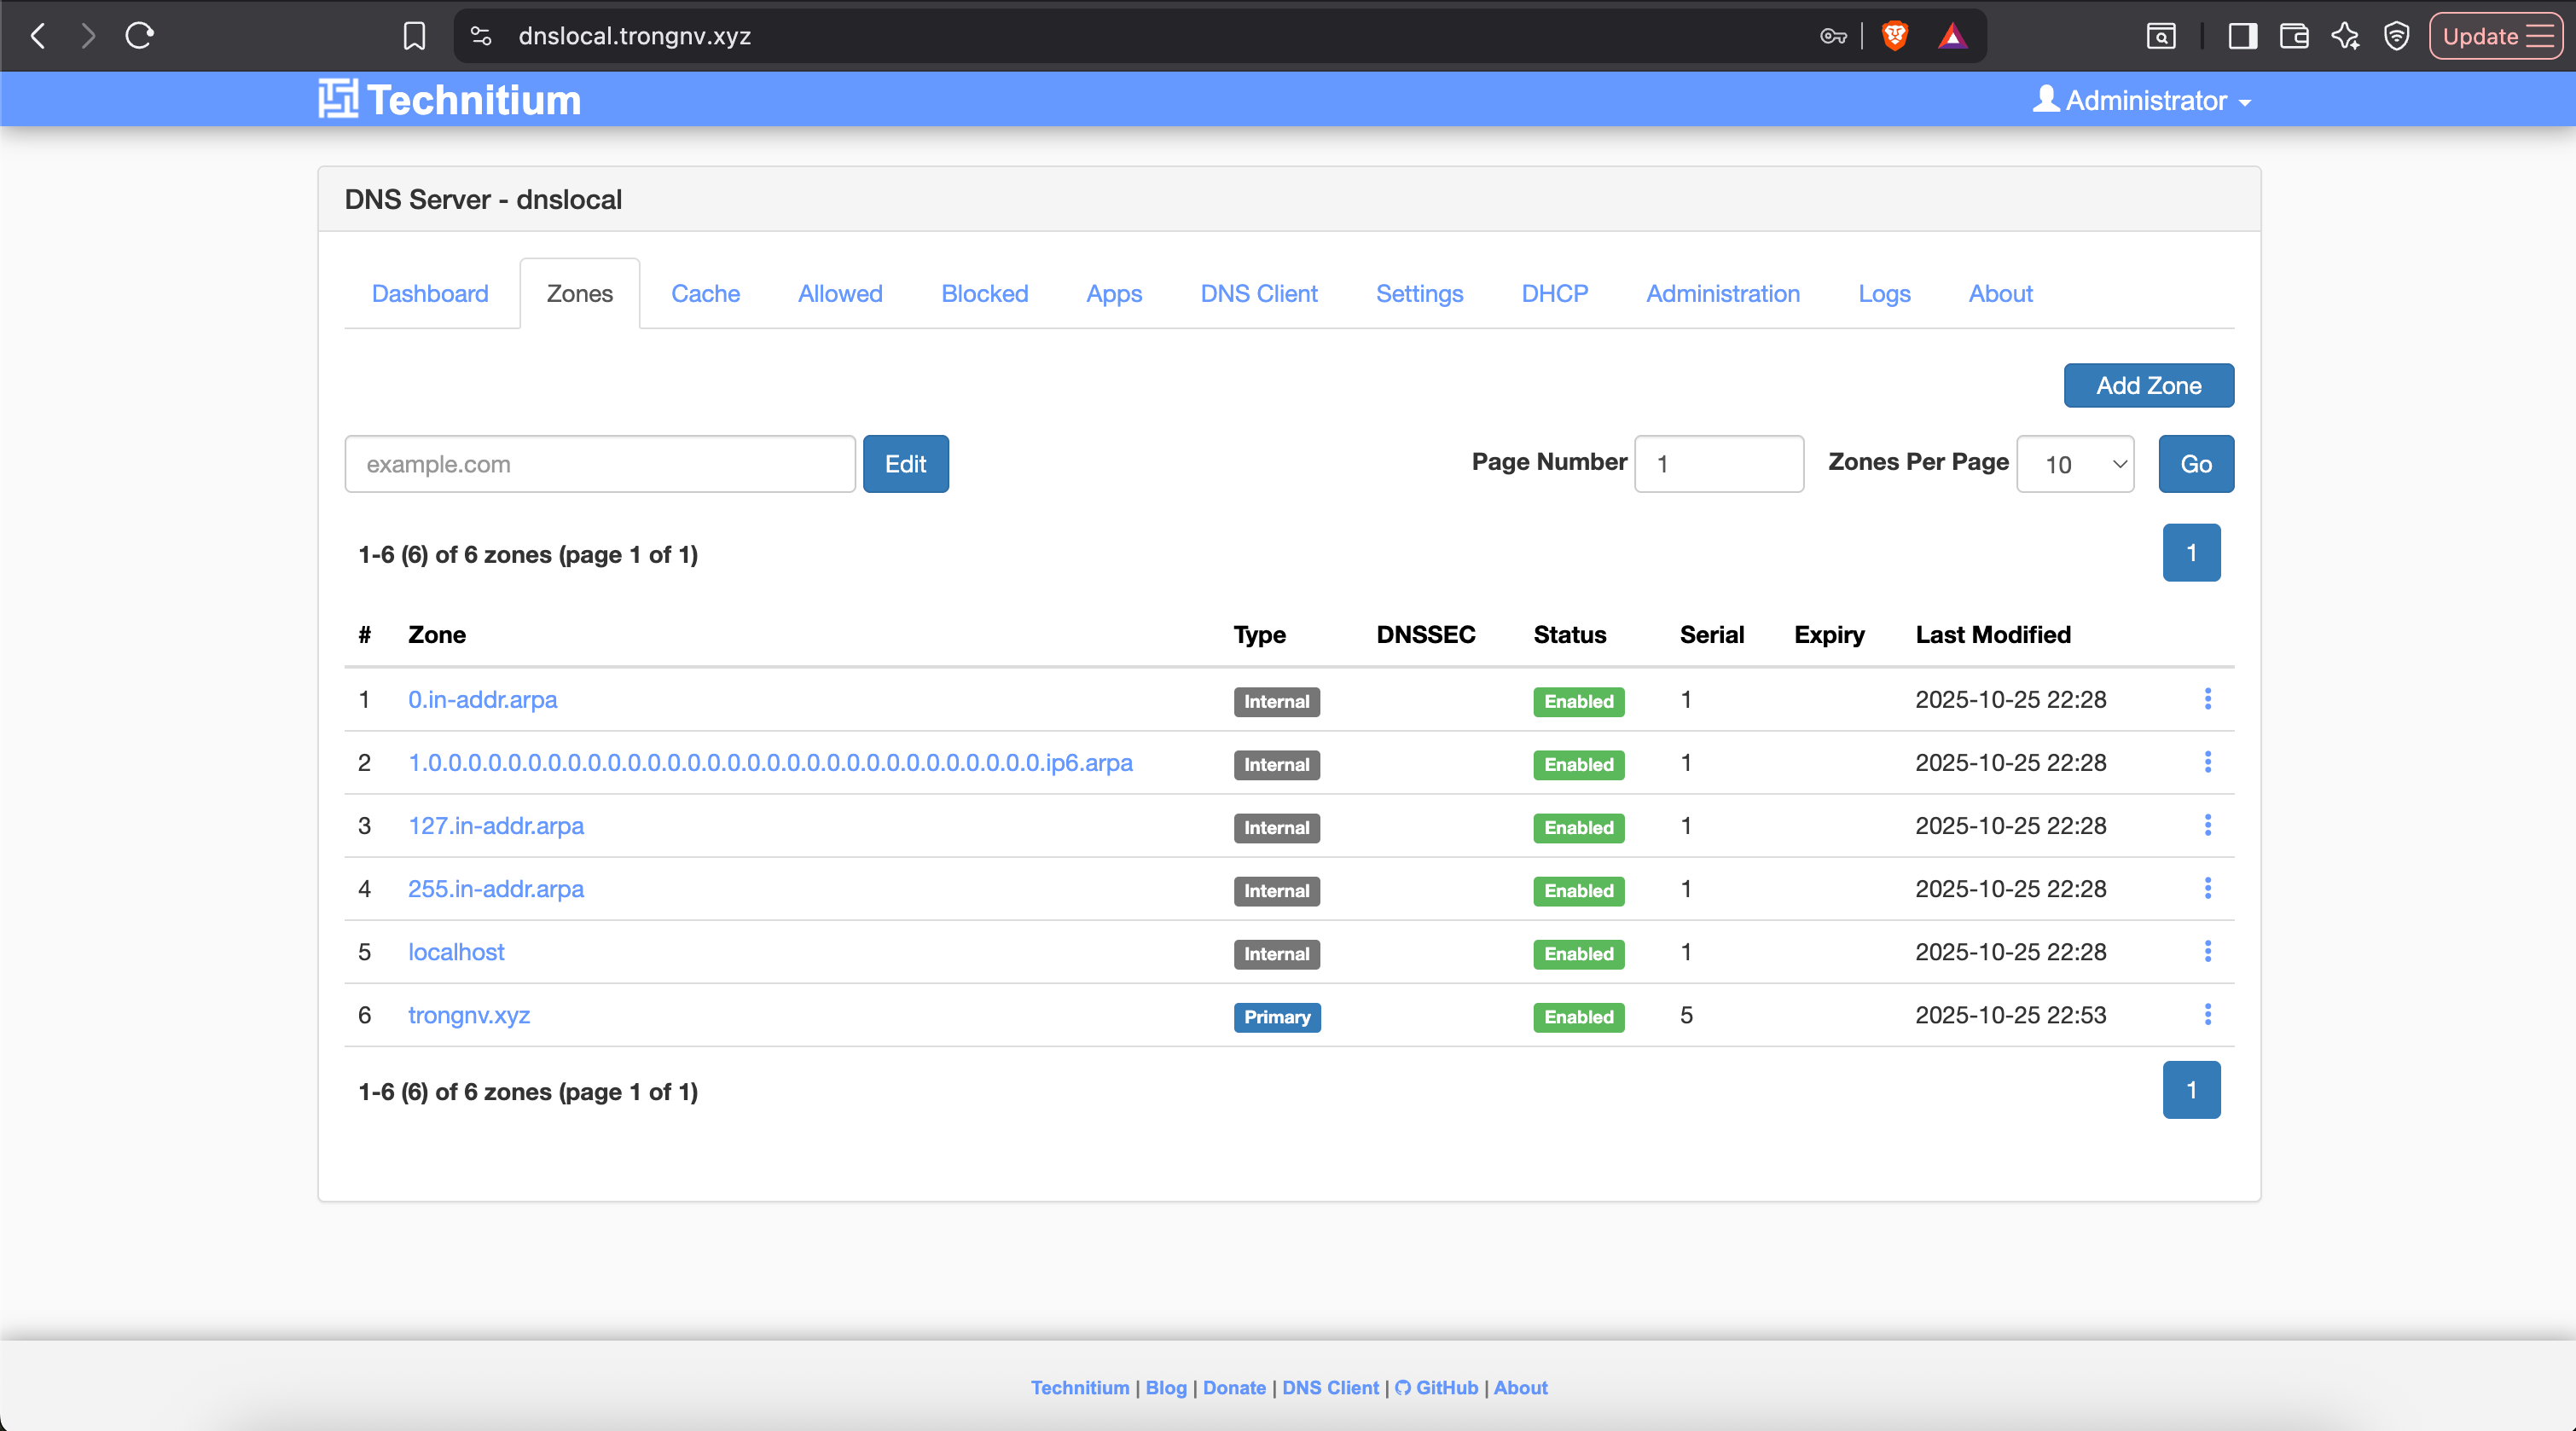 dnslocal.trongnv.xyz
Update
Technitium
Administrator
DNS Server - dnslocal
Dashboard Zones Cache Allowed Blocked Apps DNS Client Settings DHCP Administration Logs About
Add Zone
example.com Edit Page Number 1 Zones Per Page 10 Go
1-6 (6) of 6 zones (page 1 of 1) 1
# Zone Type DNSSEC Status Serial Expiry Last Modified
1 0.in-addr.arpa Internal Enabled 1 2025-10-25 22:28
2 1.0.0.0.0.0.0.0.0.0.0.0.0.0.0.0.0.0.0.0.0.0.0.0.0.0.0.0.0.0.0.0.ip6.arpa Internal Enabled 1 2025-10-25 22:28
3 127.in-addr.arpa Internal Enabled 1 2025-10-25 22:28
4 255.in-addr.arpa Internal Enabled 1 2025-10-25 22:28
5 localhost Internal Enabled 1 2025-10-25 22:28
6 trongnv.xyz Primary Enabled 5 2025-10-25 22:53
1-6 (6) of 6 zones (page 1 of 1) 1
Technitium | Blog | Donate | DNS Client | GitHub | About